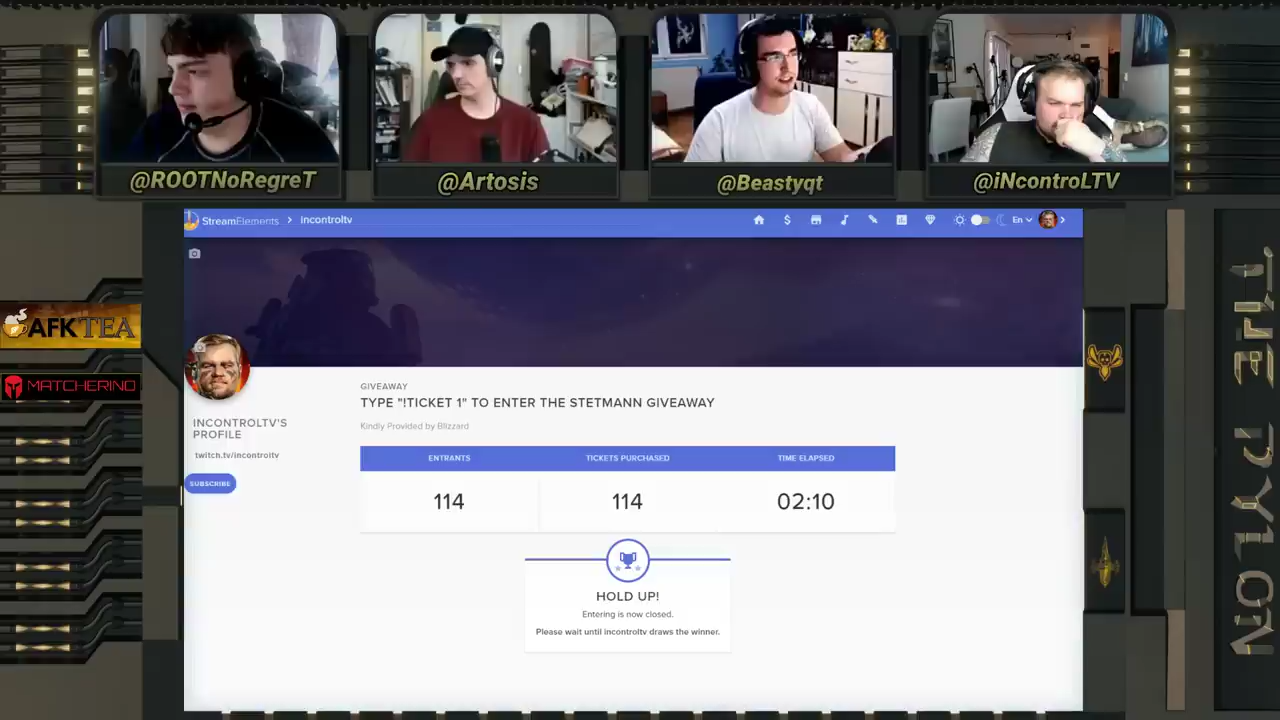 @ROOTNoRegreT
@Artosis
@Beastyqt
@iNcontroLTV
StreamElements > incontroltv
En
AFKTEA
MATCHERINO
INCONTROLTV'S
PROFILE
twitch.tv/incontroltv
SUBSCRIBE
GIVEAWAY
TYPE "!TICKET 1" TO ENTER THE STETMANN GIVEAWAY
Kindly Provided by Blizzard
ENTRANTS TICKETS PURCHASED TIME ELAPSED
114 114 02:10
HOLD UP!
Entering is now closed.
Please wait until incontroltv draws the winner.
THE PYLON